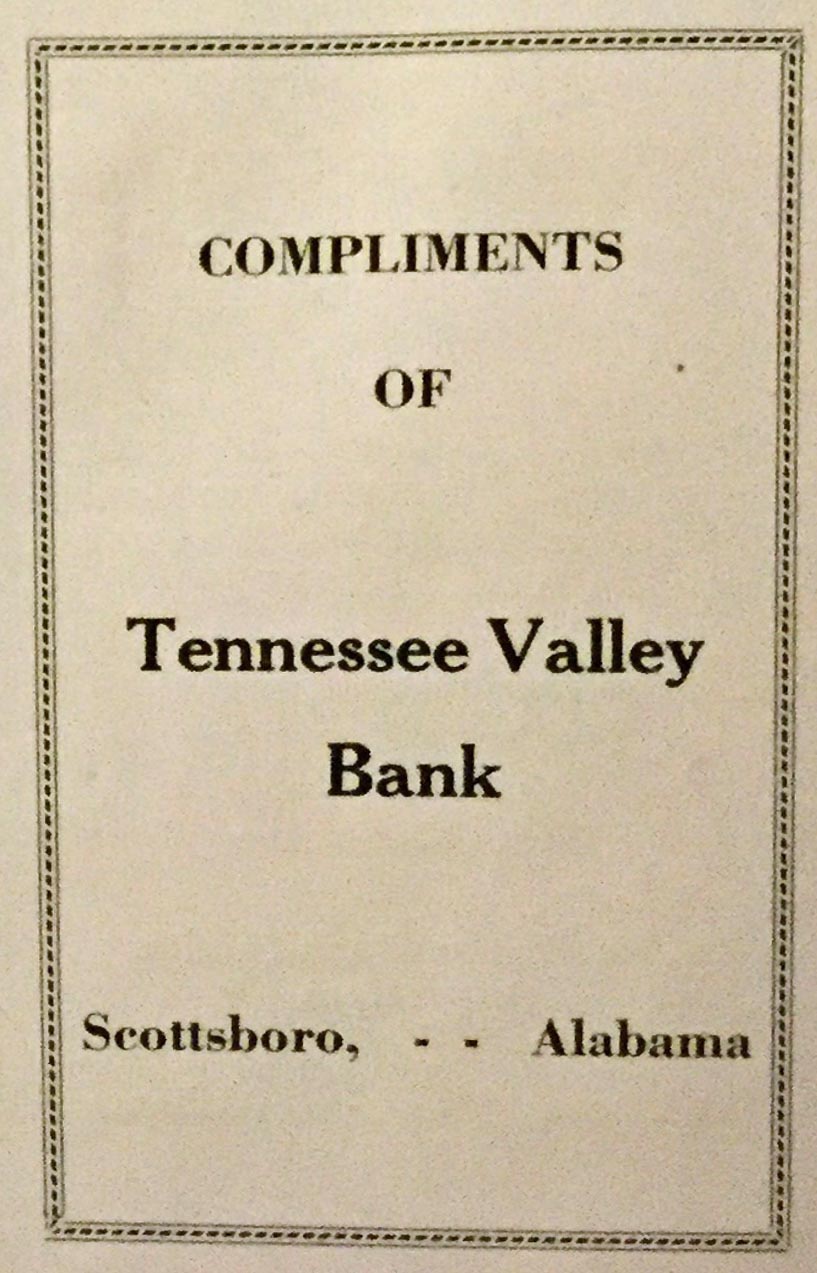 COMPLIMENTS
OF
Tennessee Valley
Bank
Scottsboro, - - Alabama